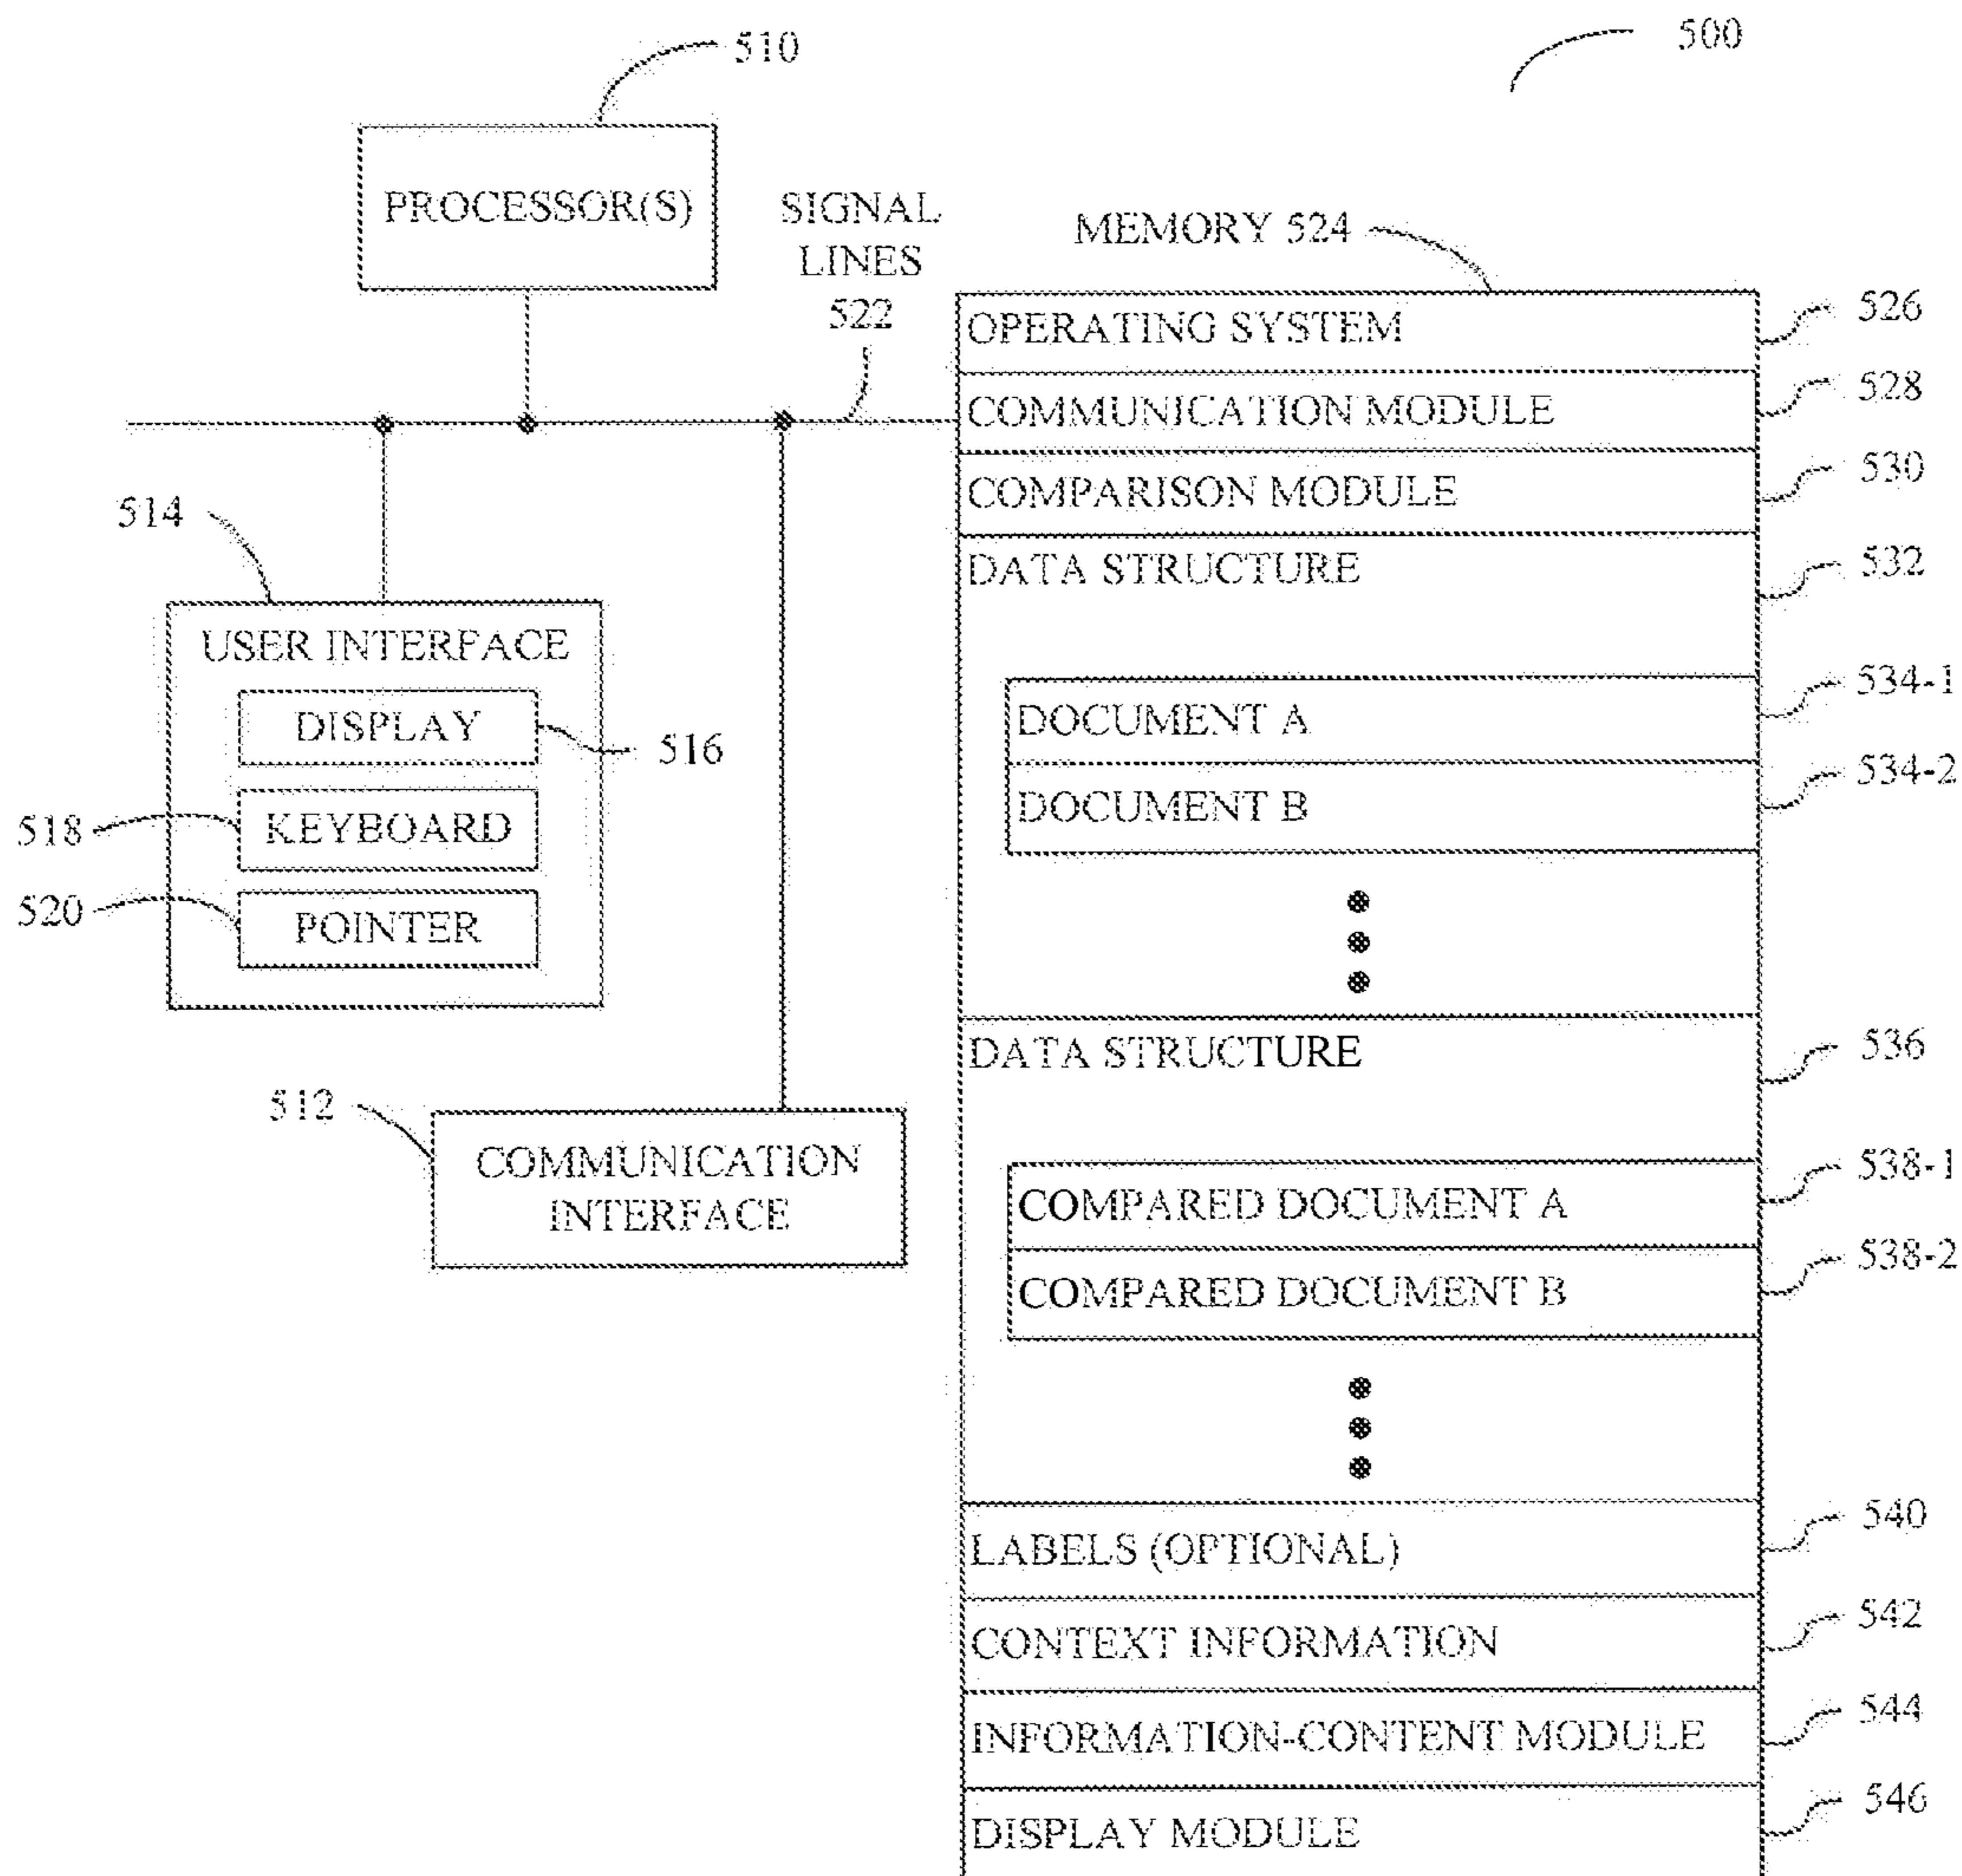 510
500
PROCESSOR(S)
SIGNAL
LINES
522
MEMORY 524
OPERATING SYSTEM
526
COMMUNICATION MODULE
528
COMPARISON MODULE
530
DATA STRUCTURE
532
DOCUMENT A
534-1
DOCUMENT B
534-2
514
USER INTERFACE
DISPLAY
516
518
KEYBOARD
520
POINTER
512
COMMUNICATION
INTERFACE
DATA STRUCTURE
536
COMPARED DOCUMENT A
538-1
COMPARED DOCUMENT B
538-2
LABELS (OPTIONAL)
540
CONTEXT INFORMATION
542
INFORMATION-CONTENT MODULE
544
DISPLAY MODULE
546